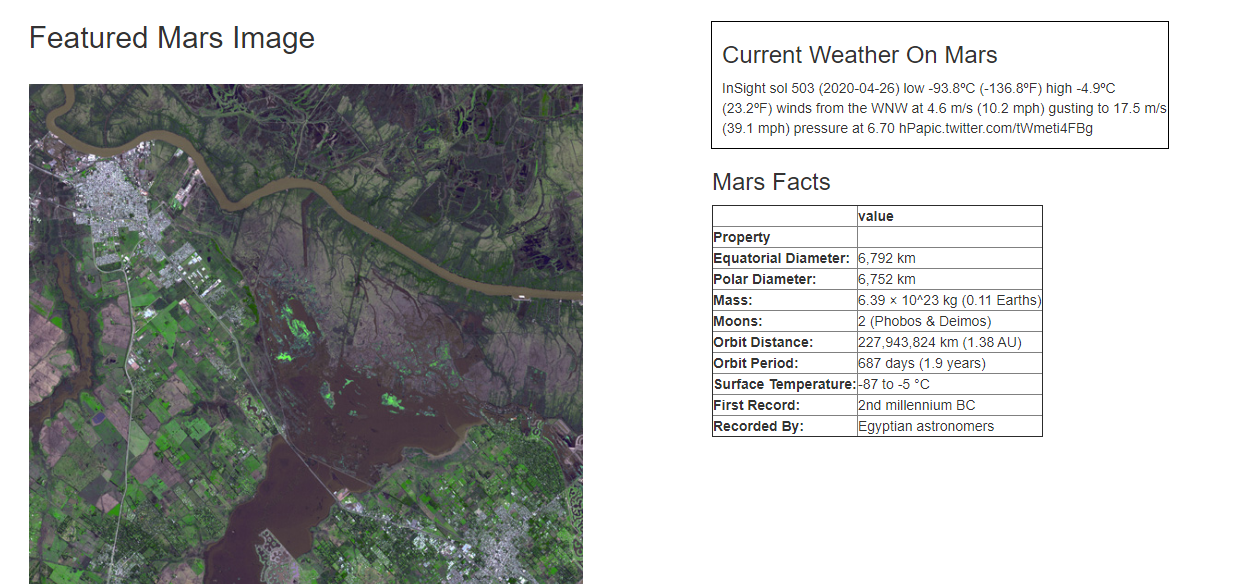 Featured Mars Image
Current Weather On Mars
InSight sol 503 (2020-04-26) low -93.8ºC (-136.8ºF) high -4.9ºC
(23.2ºF) winds from the WNW at 4.6 m/s (10.2 mph) gusting to 17.5 m/s
(39.1 mph) pressure at 6.70 hPapic.twitter.com/tWmeti4FBg
Mars Facts
value
Property
Equatorial Diameter: 6,792 km
Polar Diameter: 6,752 km
Mass: 6.39 × 10^23 kg (0.11 Earths)
Moons: 2 (Phobos & Deimos)
Orbit Distance: 227,943,824 km (1.38 AU)
Orbit Period: 687 days (1.9 years)
Surface Temperature: -87 to -5 °C
First Record: 2nd millennium BC
Recorded By: Egyptian astronomers